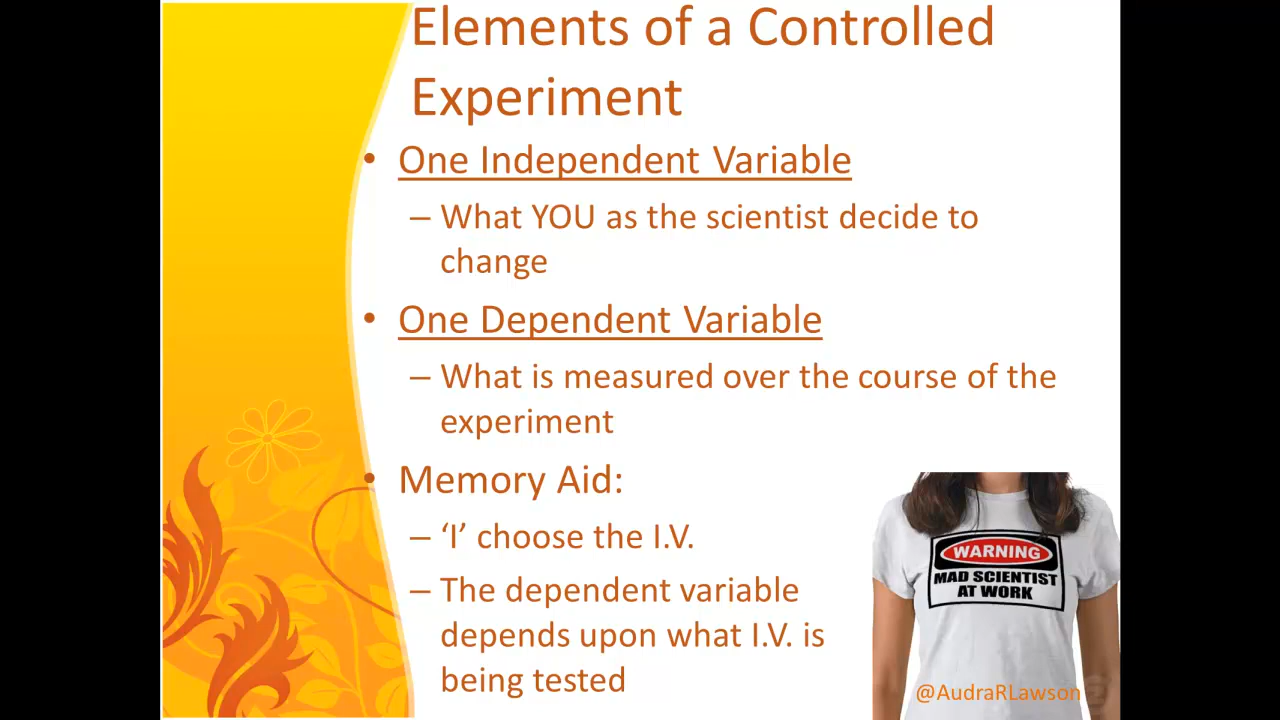 Elements of a Controlled
Experiment
• One Independent Variable
– What YOU as the scientist decide to
change
• One Dependent Variable
– What is measured over the course of the
experiment
• Memory Aid:
– ‘I’ choose the I.V.
– The dependent variable
depends upon what I.V. is
being tested
WARNING
MAD SCIENTIST
AT WORK
@AudraRLawson